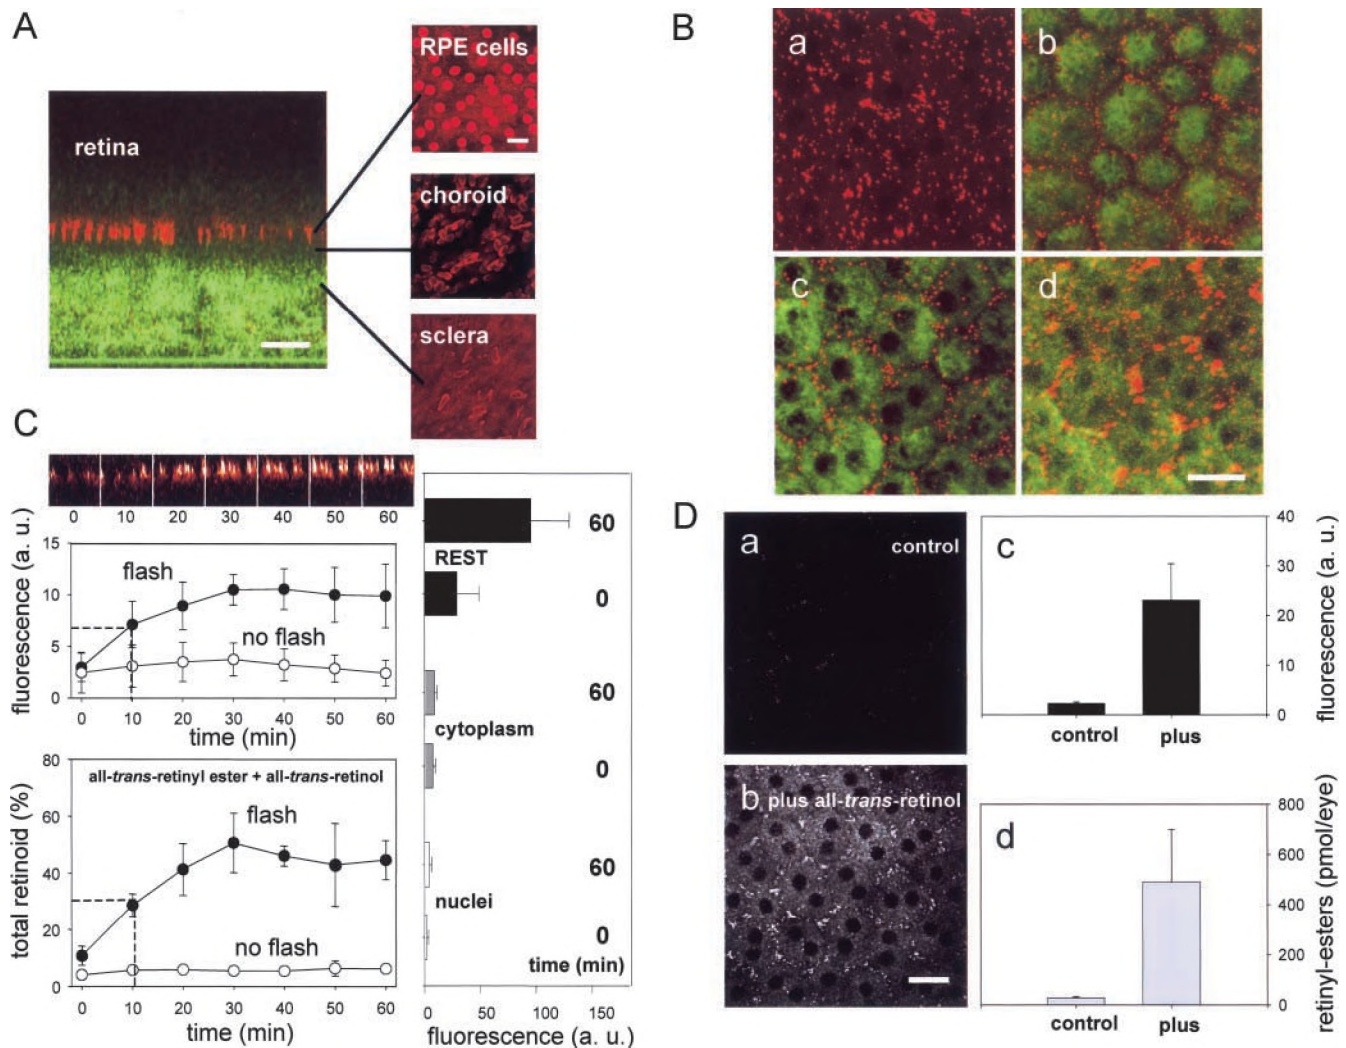 A
retina
RPE cells
choroid
sclera
B
a
b
c
d
C
0 10 20 30 40 50 60
fluorescence (a. u.)
15
10
5
0
flash
no flash
0 10 20 30 40 50 60
time (min)
total retinoid (%)
80
60
40
20
0
all-trans-retinyl ester + all-trans-retinol
flash
no flash
0 10 20 30 40 50 60
time (min)
60
REST
0
60
cytoplasm
0
60
nuclei
0
time (min)
0 50 100 150
fluorescence (a. u.)
D
a
control
b plus all-trans-retinol
c
40
30
20
10
0
fluorescence (a. u.)
control plus
d
800
600
400
200
0
retinyl-esters (pmol/eye)
control plus